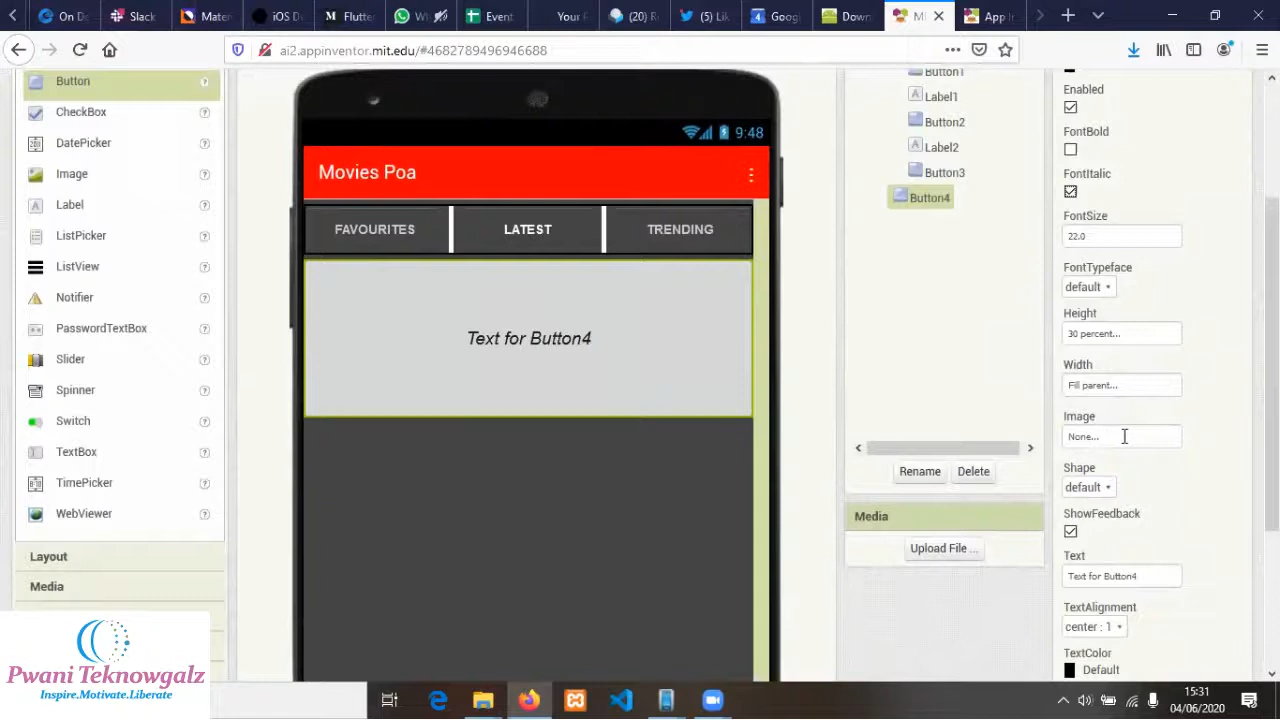 On
Slack
Mater
iOS D
Flutter
W
Event
Your F
(20) R
(5) Lik
Googl
Down
MI
App In
ai2.appinventor.mit.edu/#4682789496946688
Button
CheckBox
DatePicker
Image
Label
ListPicker
ListView
Notifier
PasswordTextBox
Slider
Spinner
Switch
TextBox
TimePicker
WebViewer
Layout
Media
Pwani Teknowgalz
Inspire.Motivate.Liberate
9:48
Movies Poa
FAVOURITES
LATEST
TRENDING
Text for Button4
Button1
Label1
Button2
Label2
Button3
Button4
Rename
Delete
Media
Upload File ...
Enabled
FontBold
FontItalic
FontSize
22.0
FontTypeface
default
Height
30 percent...
Width
Fill parent...
Image
None...
Shape
default
ShowFeedback
Text
Text for Button4
TextAlignment
center : 1
TextColor
Default
15:31
04/06/2020